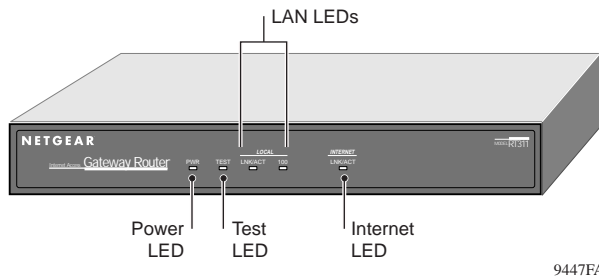 LAN LEDs
NETGEAR
Internet Access Gateway Router
PWR
TEST
LOCAL
LNK/ACT
100
INTERNET
LNK/ACT
MODEL RT311
Power
LED
Test
LED
Internet
LED
9447FA